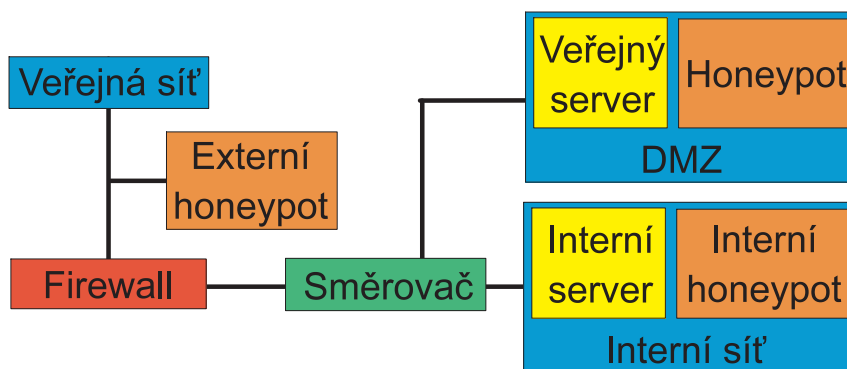 Veřejná síť
Externí
honeypot
Firewall
Směrovač
Veřejný
server
Honeypot
DMZ
Interní
server
Interní
honeypot
Interní síť